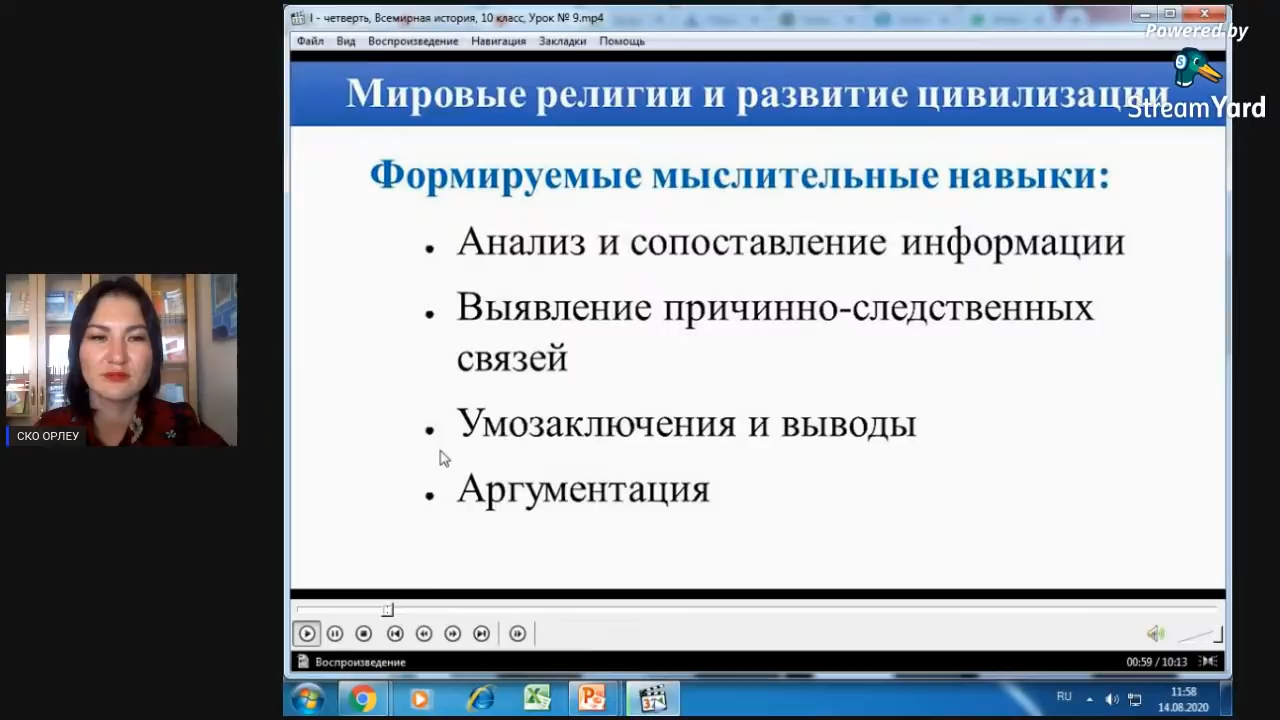 I - четверть, Всемирная история, 10 класс, Урок № 9.mp4
Файл Вид Воспроизведение Навигация Закладки Помощь
Powered by
StreamYard
Мировые религии и развитие цивилизации
Формируемые мыслительные навыки:
• Анализ и сопоставление информации
• Выявление причинно-следственных
связей
• Умозаключения и выводы
• Аргументация
СКО ОРЛЕУ
Воспроизведение
00:59 / 10:13
RU
11:58
14.08.2020